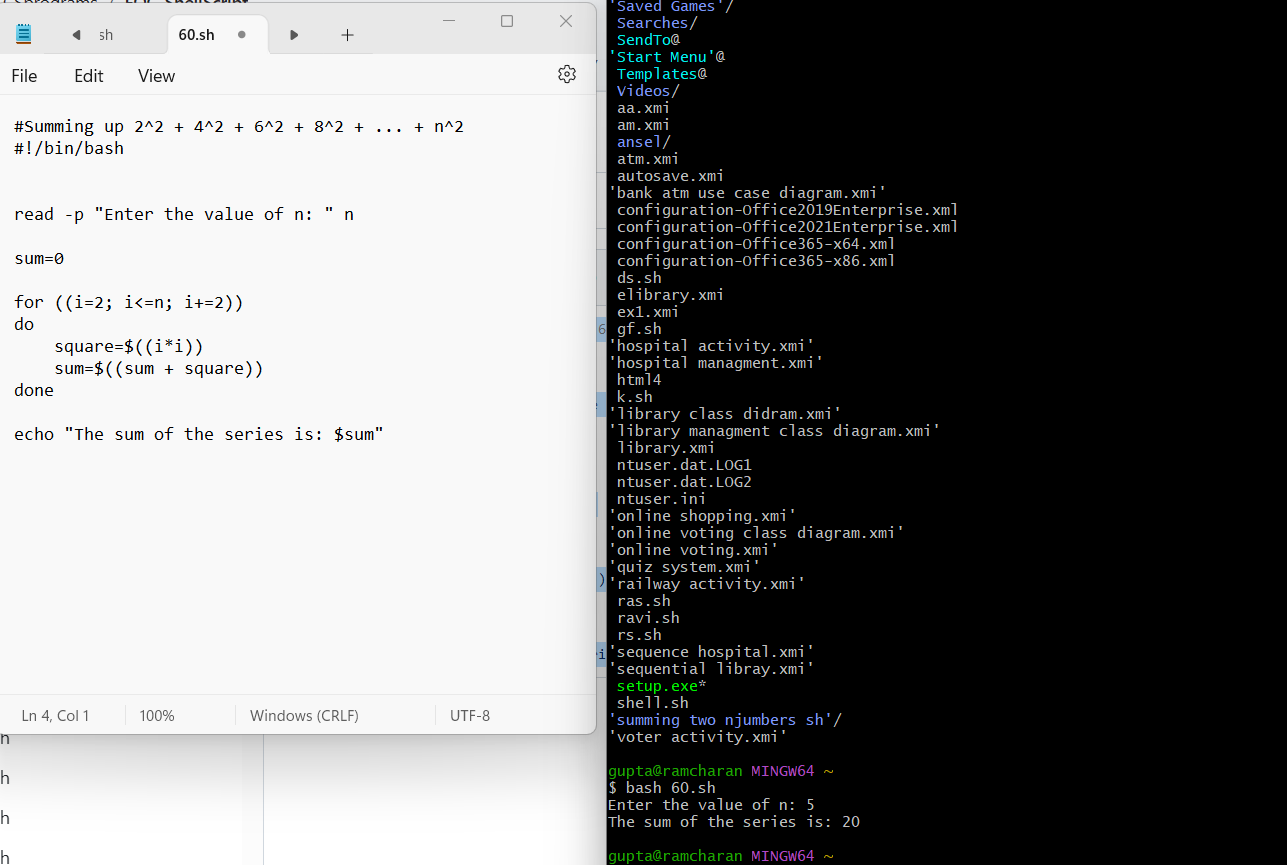 sh
60.sh
File Edit View
#Summing up 2^2 + 4^2 + 6^2 + 8^2 + ... + n^2
#!/bin/bash
read -p "Enter the value of n: " n
sum=0
for ((i=2; i<=n; i+=2))
do
square=$((i*i))
sum=$((sum + square))
done
echo "The sum of the series is: $sum"
Ln 4, Col 1 100% Windows (CRLF) UTF-8
h
h
h
h
'Saved Games'/
Searches/
SendTo@
'Start Menu'@
Templates@
Videos/
aa.xmi
am.xmi
ansel/
atm.xmi
autosave.xmi
'bank atm use case diagram.xmi'
configuration-Office2019Enterprise.xml
configuration-Office2021Enterprise.xml
configuration-Office365-x64.xml
configuration-Office365-x86.xml
ds.sh
elibrary.xmi
ex1.xmi
gf.sh
'hospital activity.xmi'
'hospital managment.xmi'
html4
k.sh
'library class didram.xmi'
'library managment class diagram.xmi'
library.xmi
ntuser.dat.LOG1
ntuser.dat.LOG2
ntuser.ini
'online shopping.xmi'
'online voting class diagram.xmi'
'online voting.xmi'
'quiz system.xmi'
'railway activity.xmi'
ras.sh
ravi.sh
rs.sh
'sequence hospital.xmi'
'sequential libray.xmi'
setup.exe*
shell.sh
'summing two njumbers sh'/
'voter activity.xmi'
gupta@ramcharan MINGW64 ~
$ bash 60.sh
Enter the value of n: 5
The sum of the series is: 20
gupta@ramcharan MINGW64 ~